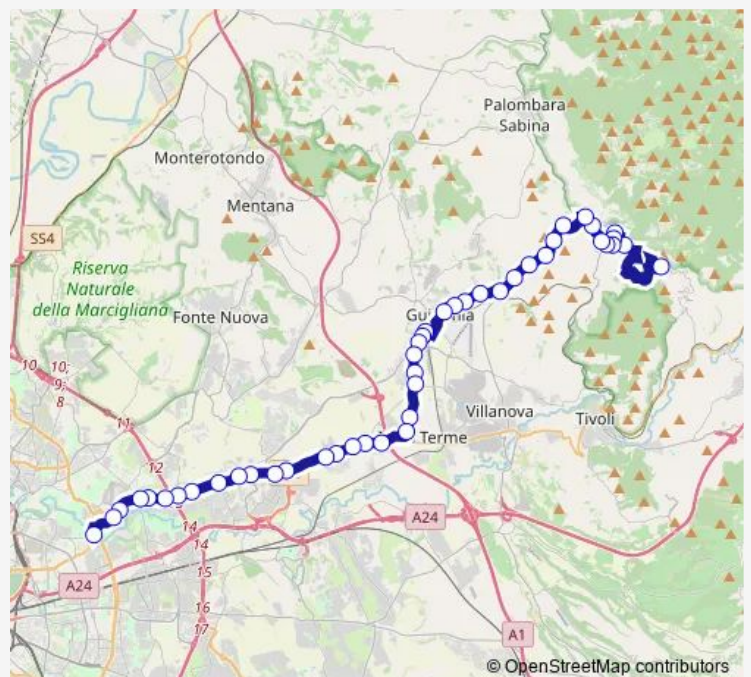 Palombara
Sabina
Monterotondo
Mentana
SS4
Riserva
Naturale
della Marcigliana
Fonte Nuova
10
10;
9;
8
11
Villanova
Tivoli
Terme
12
A24
14
14
A24
15
16
17
A1
© OpenStreetMap contributors